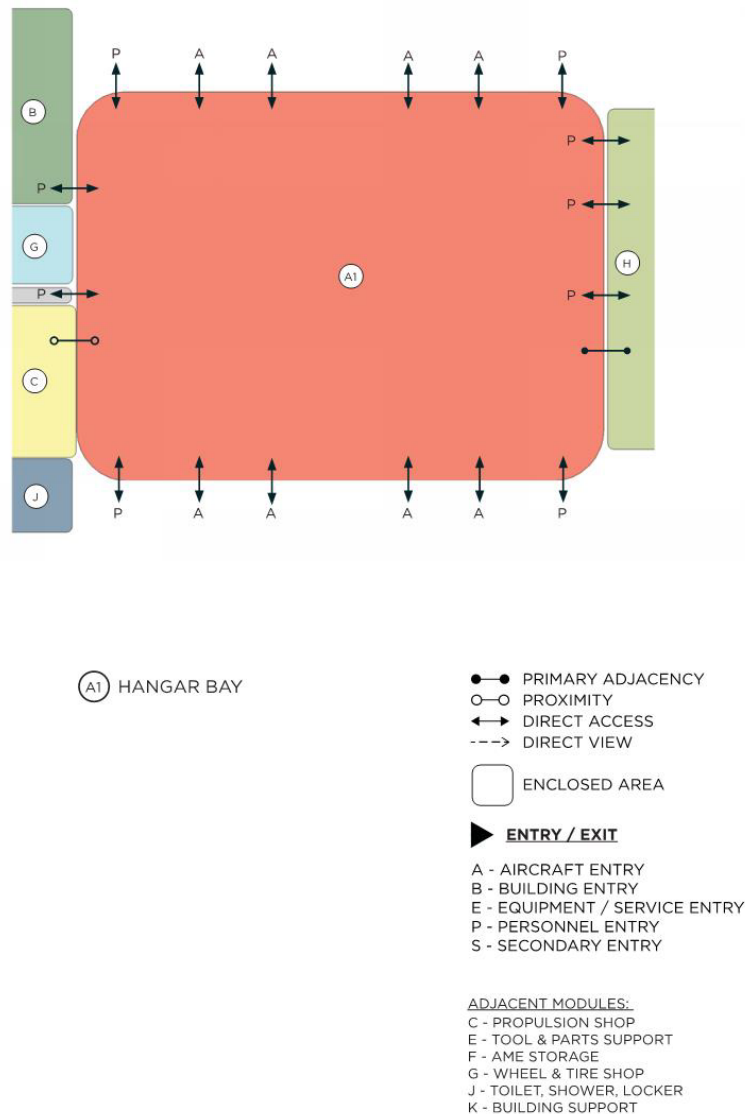 P A A A A P
B
P
P
P
G
A1
H
P
P
C
J
P A A A A P
A1 HANGAR BAY
PRIMARY ADJACENCY
PROXIMITY
DIRECT ACCESS
DIRECT VIEW
ENCLOSED AREA
ENTRY / EXIT
A - AIRCRAFT ENTRY
B - BUILDING ENTRY
E - EQUIPMENT / SERVICE ENTRY
P - PERSONNEL ENTRY
S - SECONDARY ENTRY
ADJACENT MODULES:
C - PROPULSION SHOP
E - TOOL & PARTS SUPPORT
F - AME STORAGE
G - WHEEL & TIRE SHOP
J - TOILET, SHOWER, LOCKER
K - BUILDING SUPPORT